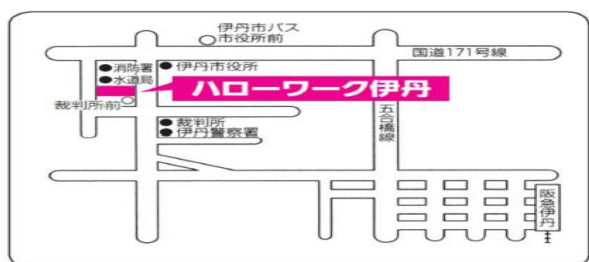 伊丹市バス
市役所前
国道171号線
消防署
伊丹市役所
水道局
ハローワーク伊丹
裁判所前
裁判所
伊丹警察署
五合橋線
阪急伊丹